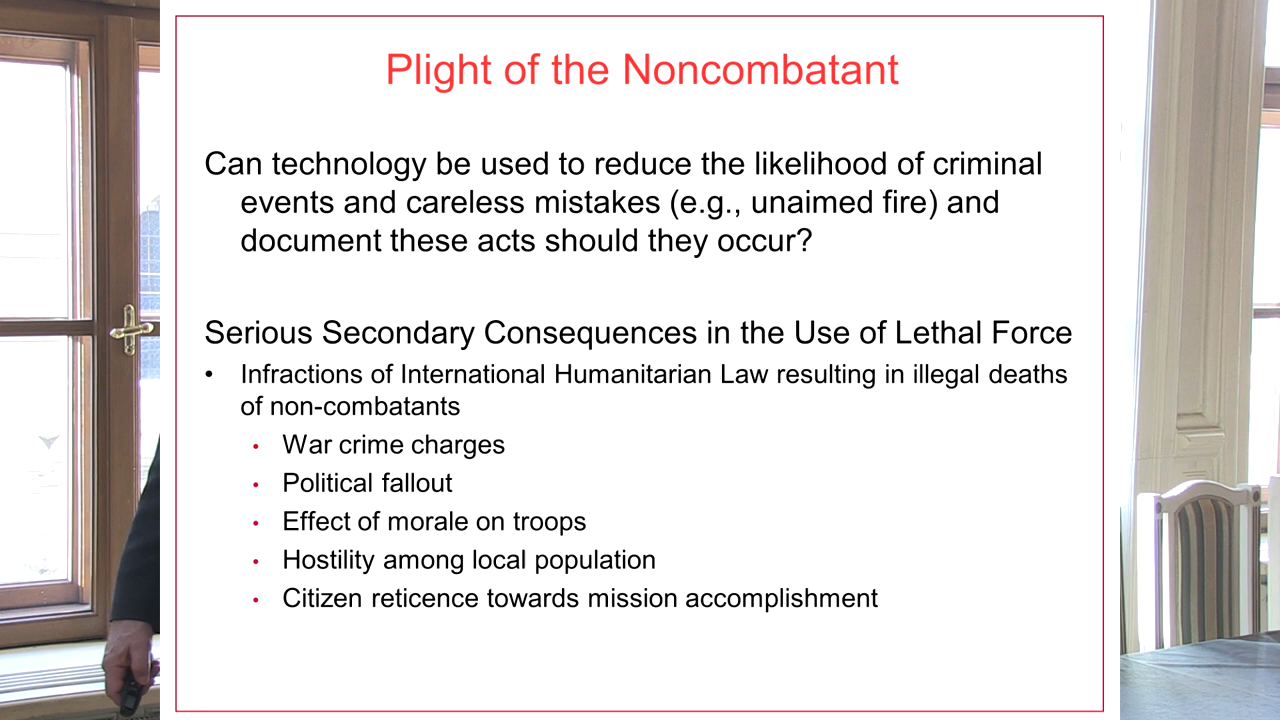 Plight of the Noncombatant
Can technology be used to reduce the likelihood of criminal
events and careless mistakes (e.g., unaimed fire) and
document these acts should they occur?
Serious Secondary Consequences in the Use of Lethal Force
• Infractions of International Humanitarian Law resulting in illegal deaths
of non-combatants
• War crime charges
• Political fallout
• Effect of morale on troops
• Hostility among local population
• Citizen reticence towards mission accomplishment